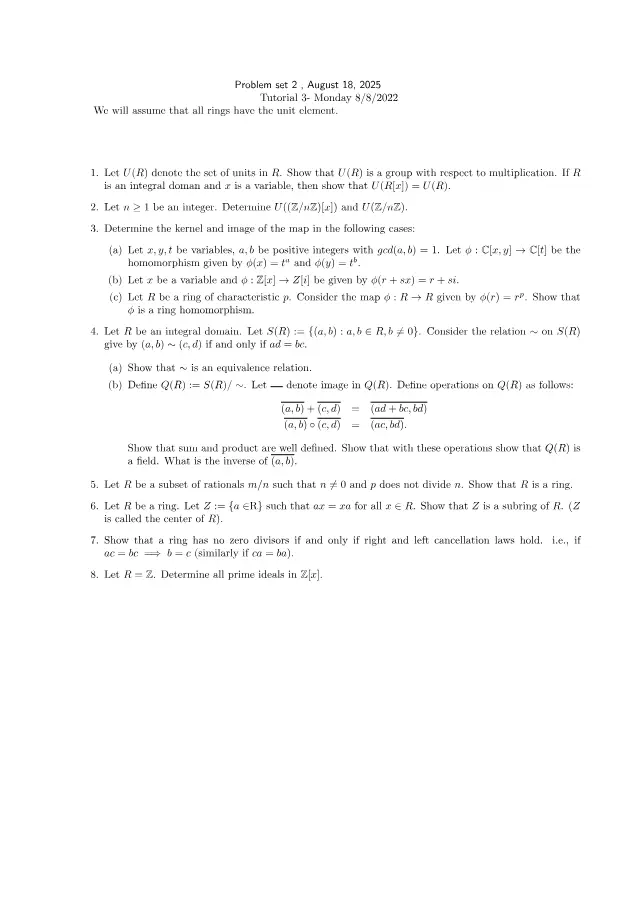 Problem set 2 , August 18, 2025
Tutorial 3- Monday 8/8/2022
We will assume that all rings have the unit element.
1. Let U(R) denote the set of units in R. Show that U(R) is a group with respect to multiplication. If R
is an integral doman and x is a variable, then show that U(R[x]) = U(R).
2. Let n ≥ 1 be an integer. Determine U((ℤ/nℤ)[x]) and U(ℤ/nℤ).
3. Determine the kernel and image of the map in the following cases:
(a) Let x, y, t be variables, a, b be positive integers with gcd(a, b) = 1. Let ϕ : ℂ[x, y] → ℂ[t] be the
homomorphism given by ϕ(x) = tᵃ and ϕ(y) = tᵇ.
(b) Let x be a variable and ϕ : ℤ[x] → Z[i] be given by ϕ(r + sx) = r + si.
(c) Let R be a ring of characteristic p. Consider the map ϕ : R → R given by ϕ(r) = rᵖ. Show that
ϕ is a ring homomorphism.
4. Let R be an integral domain. Let S(R) := {(a, b) : a, b ∈ R, b ≠ 0}. Consider the relation ∼ on S(R)
give by (a, b) ∼ (c, d) if and only if ad = bc.
(a) Show that ∼ is an equivalence relation.
(b) Define Q(R) := S(R)/ ∼. Let — denote image in Q(R). Define operations on Q(R) as follows:
\overline{(a, b)} + \overline{(c, d)} = \overline{(ad + bc, bd)}
\overline{(a, b)} ∘ \overline{(c, d)} = \overline{(ac, bd)}.
Show that sum and product are well defined. Show that with these operations show that Q(R) is
a field. What is the inverse of \overline{(a, b)}.
5. Let R be a subset of rationals m/n such that n ≠ 0 and p does not divide n. Show that R is a ring.
6. Let R be a ring. Let Z := {a ∈R} such that ax = xa for all x ∈ R. Show that Z is a subring of R. (Z
is called the center of R).
7. Show that a ring has no zero divisors if and only if right and left cancellation laws hold. i.e., if
ac = bc ⟹ b = c (similarly if ca = ba).
8. Let R = ℤ. Determine all prime ideals in ℤ[x].